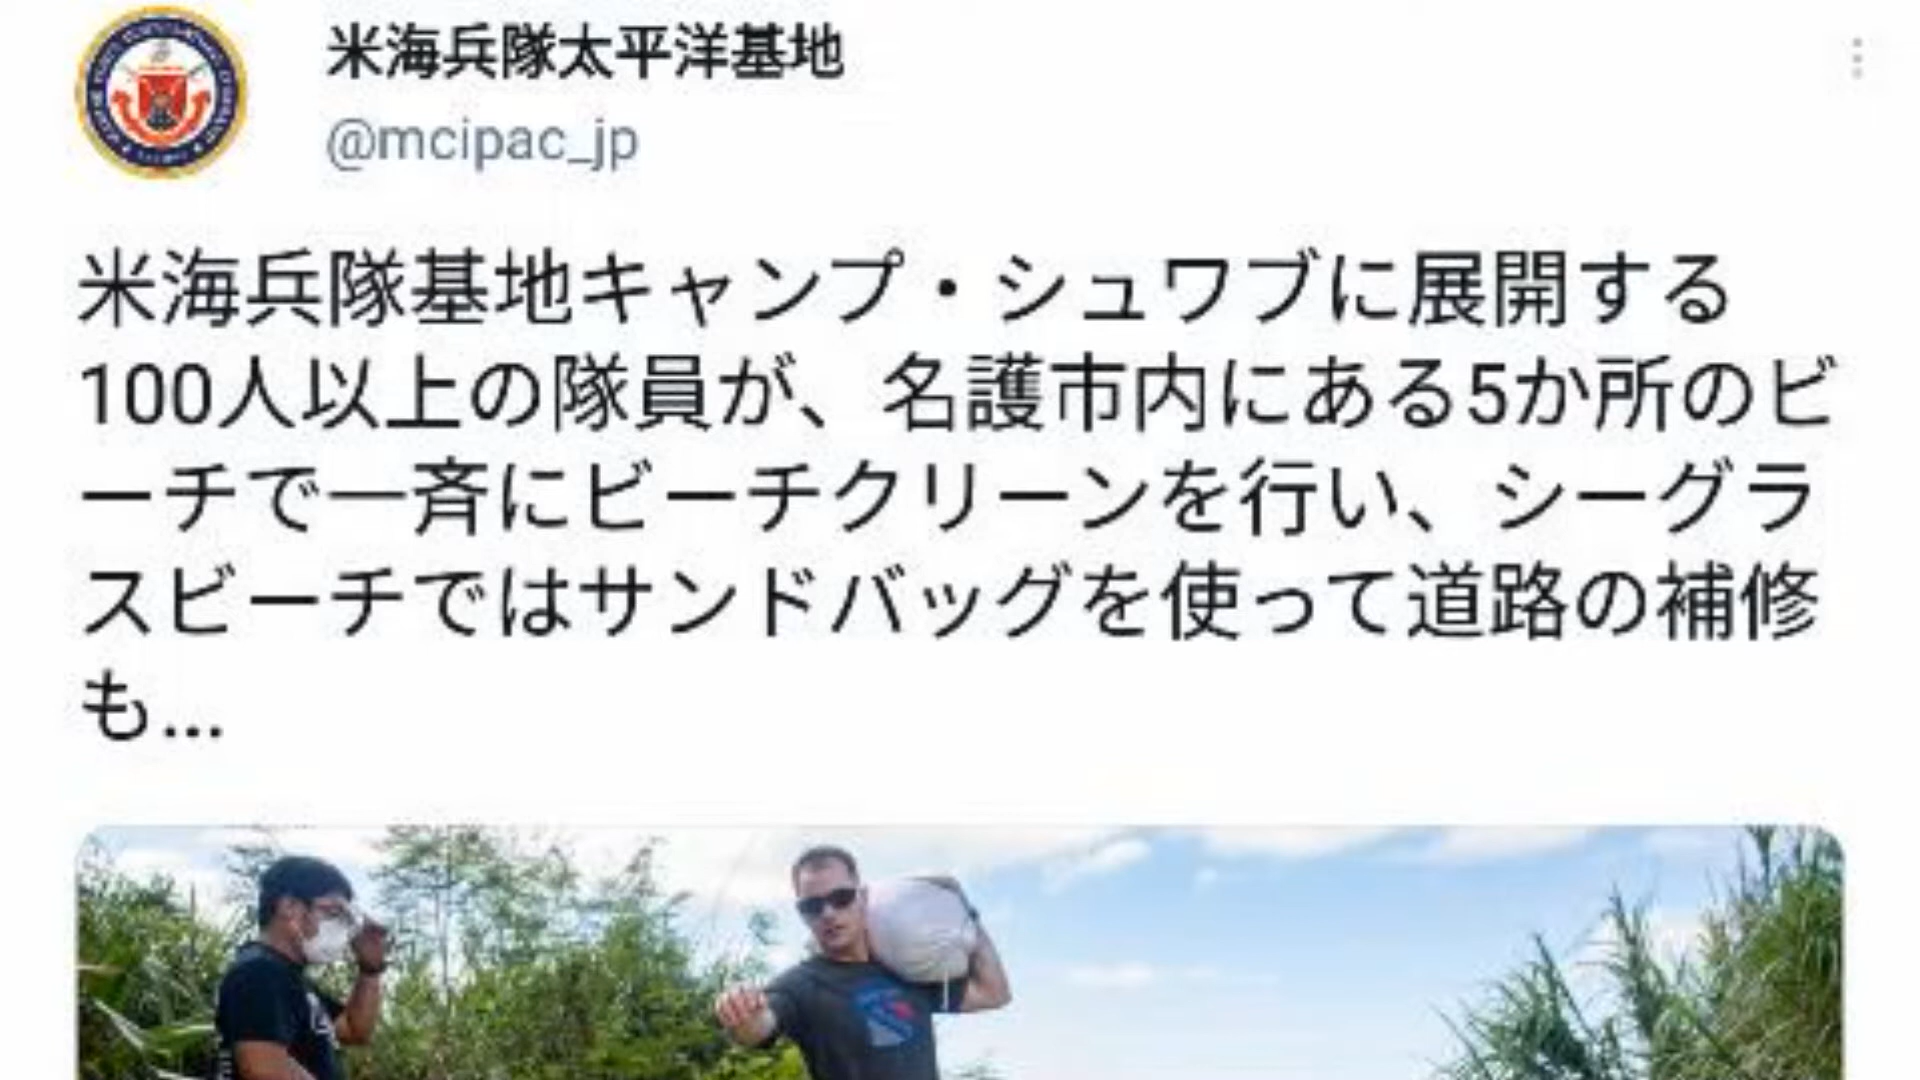 米海兵隊太平洋基地
@mcipac_jp
米海兵隊基地キャンプ・シュワブに展開する
100人以上の隊員が、名護市内にある5か所のビ
ーチで一斉にビーチクリーンを行い、シーグラ
スビーチではサンドバッグを使って道路の補修
も...